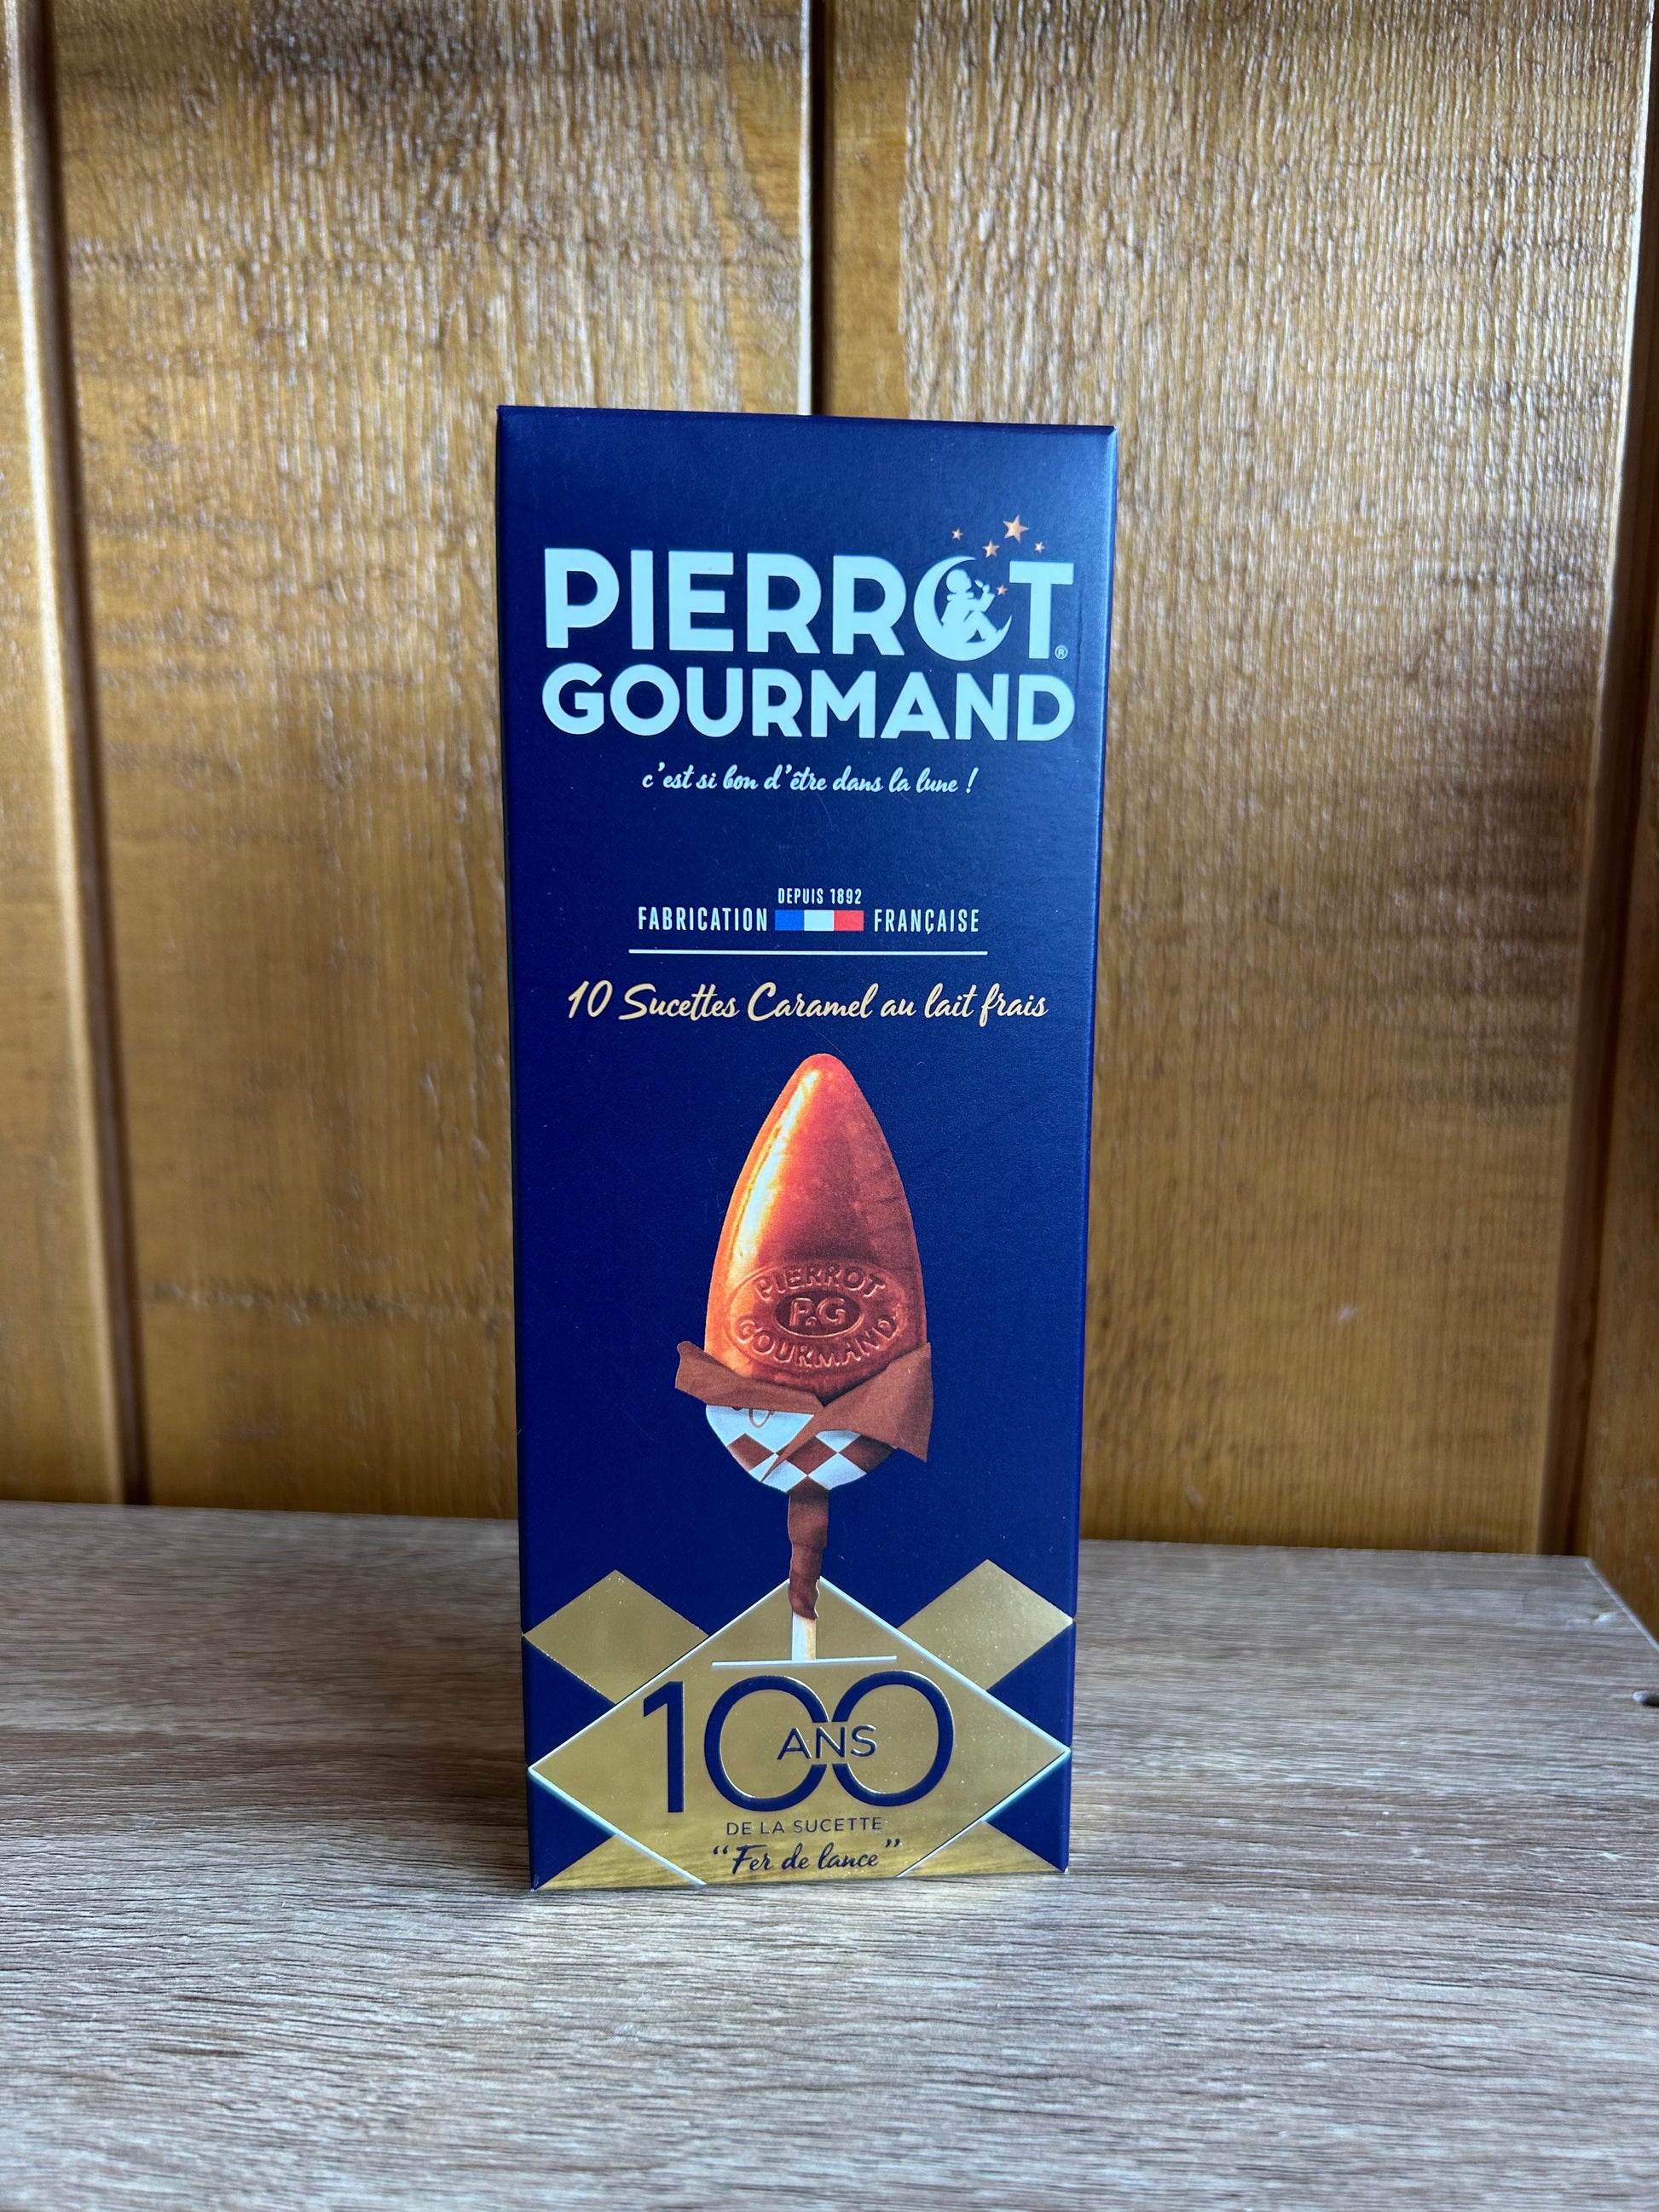 PIERROT®
GOURMAND
c'est si bon d'être dans la lune !
DEPUIS 1892
FABRICATION FRANÇAISE
10 Sucettes Caramel au lait frais
PIERROT
P.G
GOURMAND
100
ANS
DE LA SUCETTE
“Fer de lance”